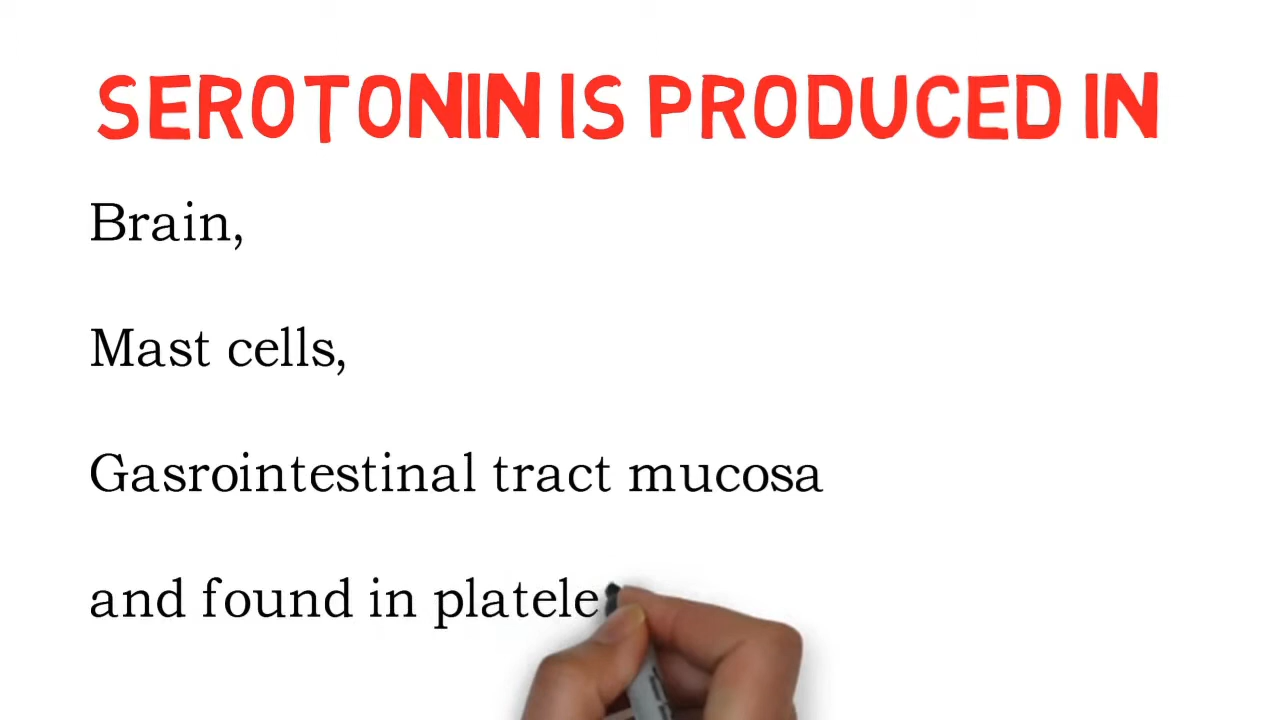 SEROTONIN IS PRODUCED IN
Brain,
Mast cells,
Gasrointestinal tract mucosa
and found in platele